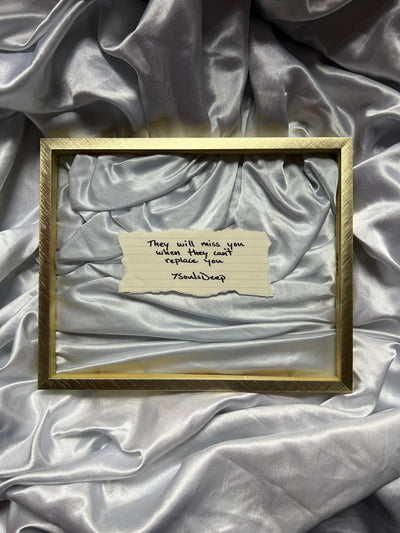 They will miss you
when they can't
replace you
7SoulsDeep